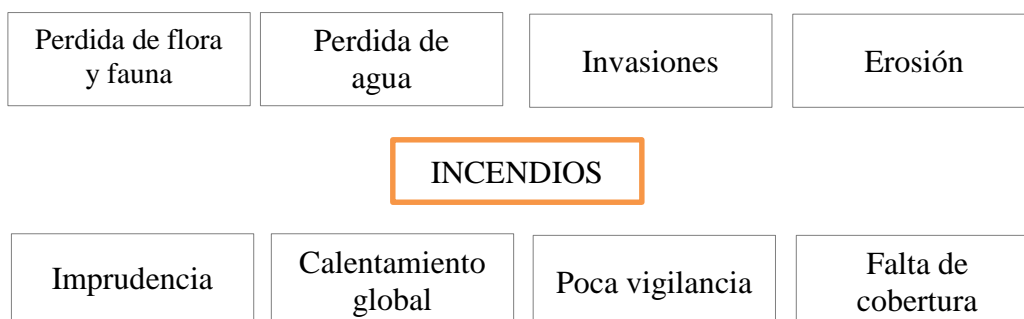 Perdida de flora
y fauna
Perdida de
agua
Invasiones
Erosión
INCENDIOS
Imprudencia
Calentamiento
global
Poca vigilancia
Falta de
cobertura